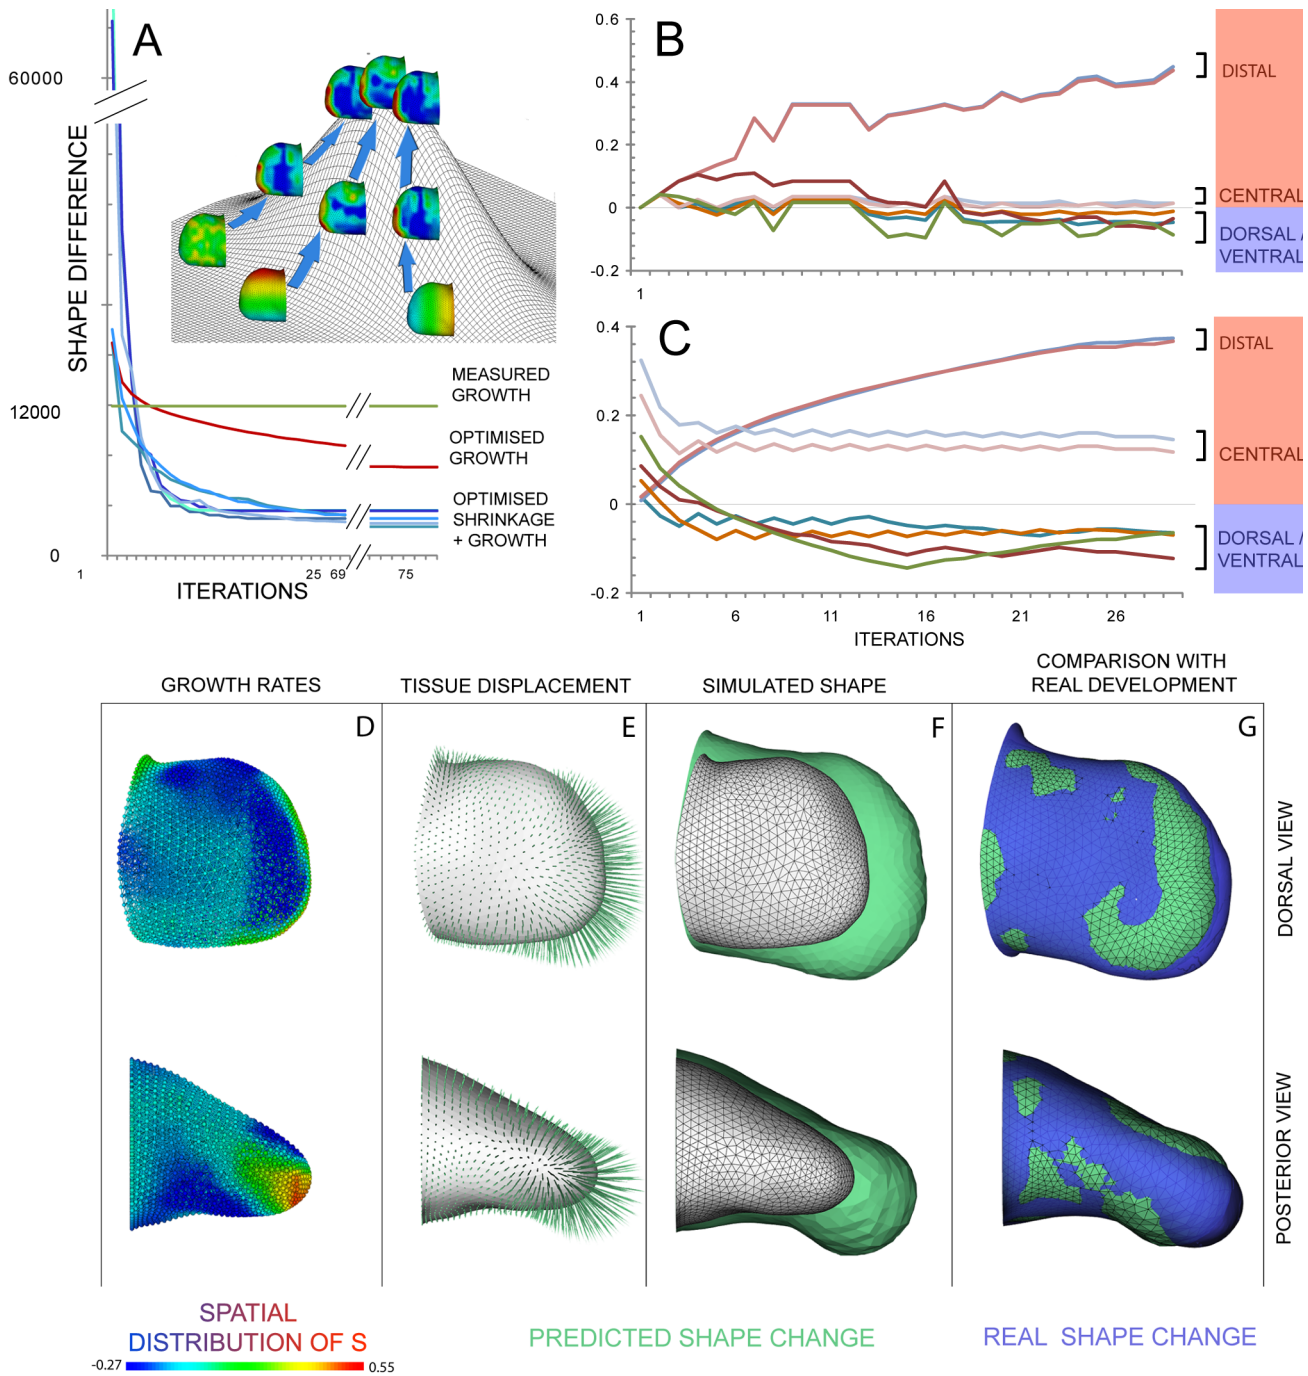 A
60000
12000
0
SHAPE DIFFERENCE
MEASURED
GROWTH
OPTIMISED
GROWTH
OPTIMISED
SHRINKAGE
+ GROWTH
1
25
69
75
ITERATIONS
B
0.6
0.4
0.2
0
-0.2
1
DISTAL
CENTRAL
DORSAL /
VENTRAL
C
0.4
0.2
0
-0.2
1
6
11
16
21
26
ITERATIONS
DISTAL
CENTRAL
DORSAL /
VENTRAL
GROWTH RATES
TISSUE DISPLACEMENT
SIMULATED SHAPE
COMPARISON WITH
REAL DEVELOPMENT
D
E
F
G
DORSAL VIEW
POSTERIOR VIEW
SPATIAL
DISTRIBUTION OF S
-0.27
0.55
PREDICTED SHAPE CHANGE
REAL SHAPE CHANGE